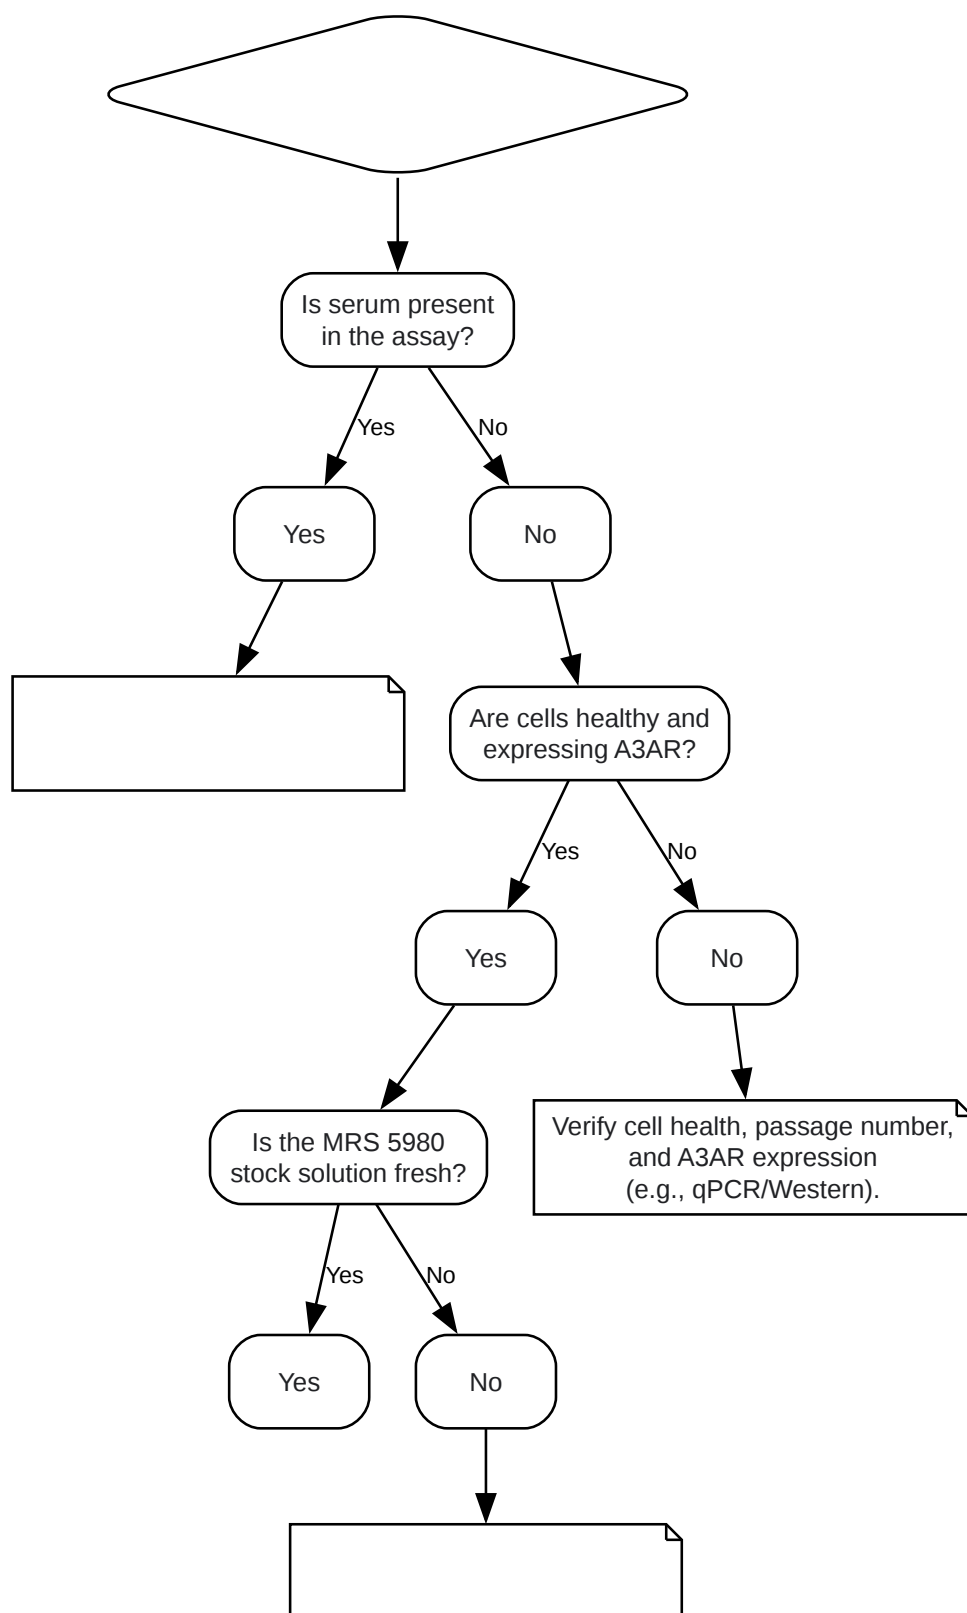 Is serum present
in the assay?
Yes
No
Yes
No
Are cells healthy and
expressing A3AR?
Yes
No
Yes
No
Is the MRS 5980
stock solution fresh?
Verify cell health, passage number,
and A3AR expression
(e.g., qPCR/Western).
Yes
No
Yes
No